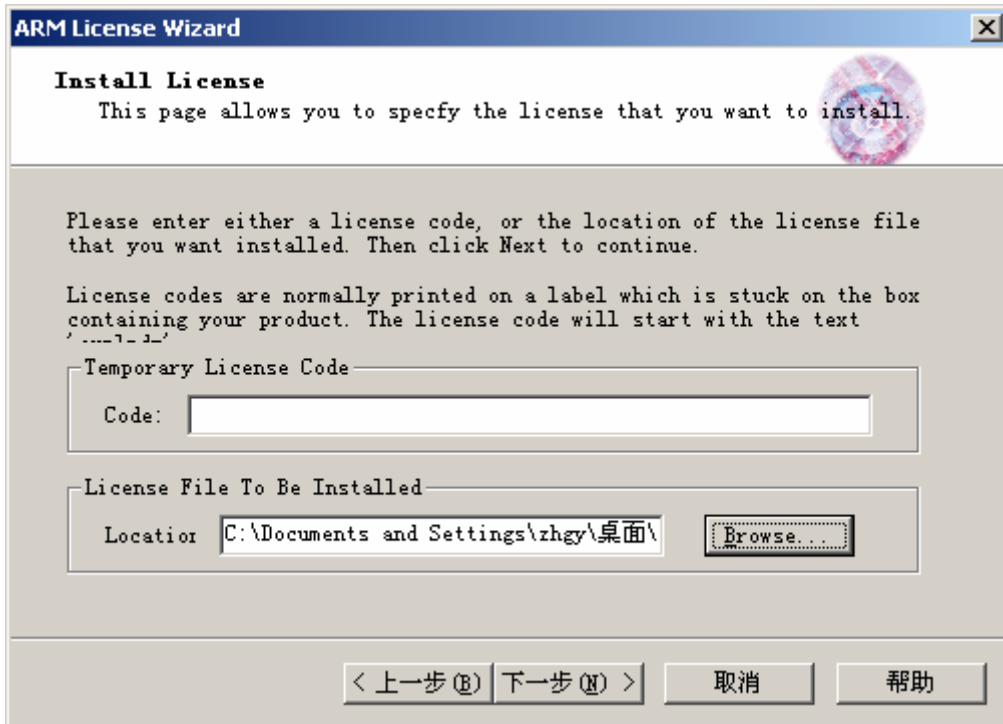 ARM License Wizard
Install License
This page allows you to specfy the license that you want to install.
Please enter either a license code, or the location of the license file
that you want installed. Then click Next to continue.
License codes are normally printed on a label which is stuck on the box
containing your product. The license code will start with the text
Temporary License Code
Code:
License File To Be Installed
Location C:\Documents and Settings\zhgy\桌面\ Browse...
< 上一步(B) 下一步(N) > 取消 帮助